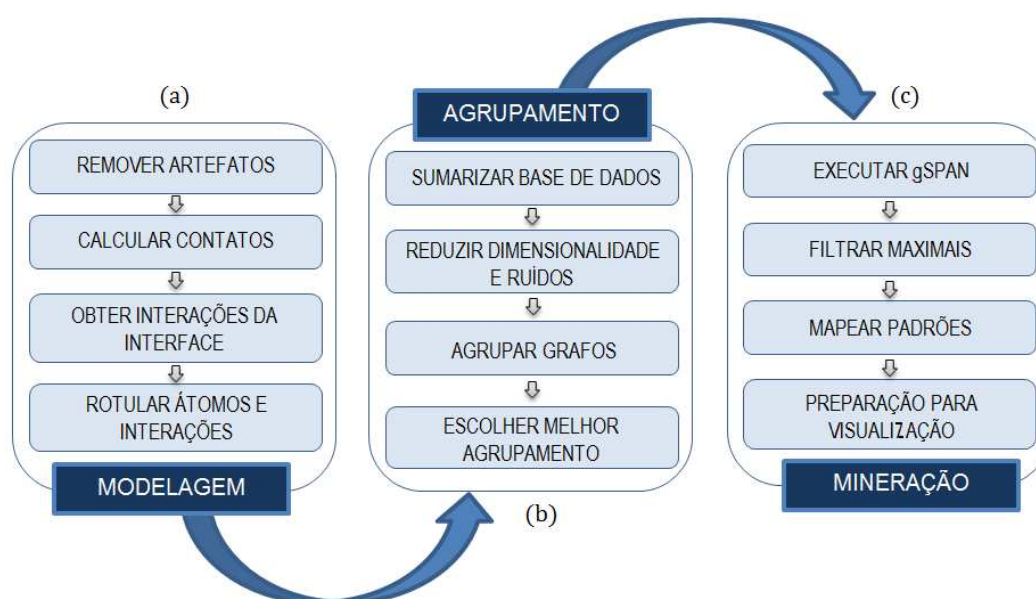 (a)
REMOVER ARTEFATOS
CALCULAR CONTATOS
OBTER INTERAÇÕES DA
INTERFACE
ROTULAR ÁTOMOS E
INTERAÇÕES
MODELAGEM
AGRUPAMENTO
SUMARIZAR BASE DE DADOS
REDUZIR DIMENSIONALIDADE
E RUÍDOS
AGRUPAR GRAFOS
ESCOLHER MELHOR
AGRUPAMENTO
(b)
(c)
EXECUTAR gSPAN
FILTRAR MAXIMAIS
MAPEAR PADRÕES
PREPARAÇÃO PARA
VISUALIZAÇÃO
MINERAÇÃO